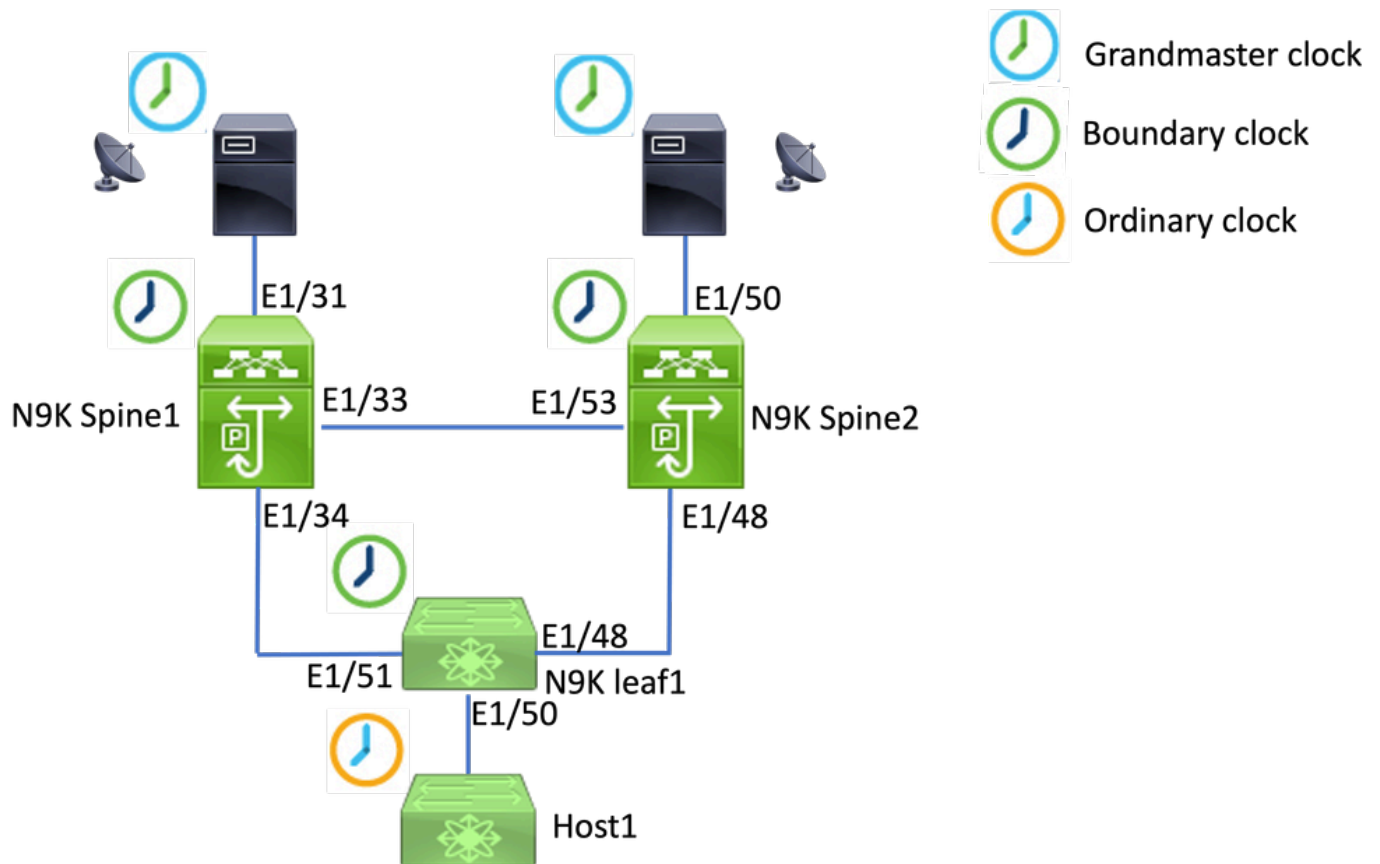 Grandmaster clock
Boundary clock
Ordinary clock
E1/31
E1/50
N9K Spine1
E1/33
E1/53
N9K Spine2
P
P
E1/34
E1/48
E1/48
E1/51
N9K leaf1
E1/50
Host1